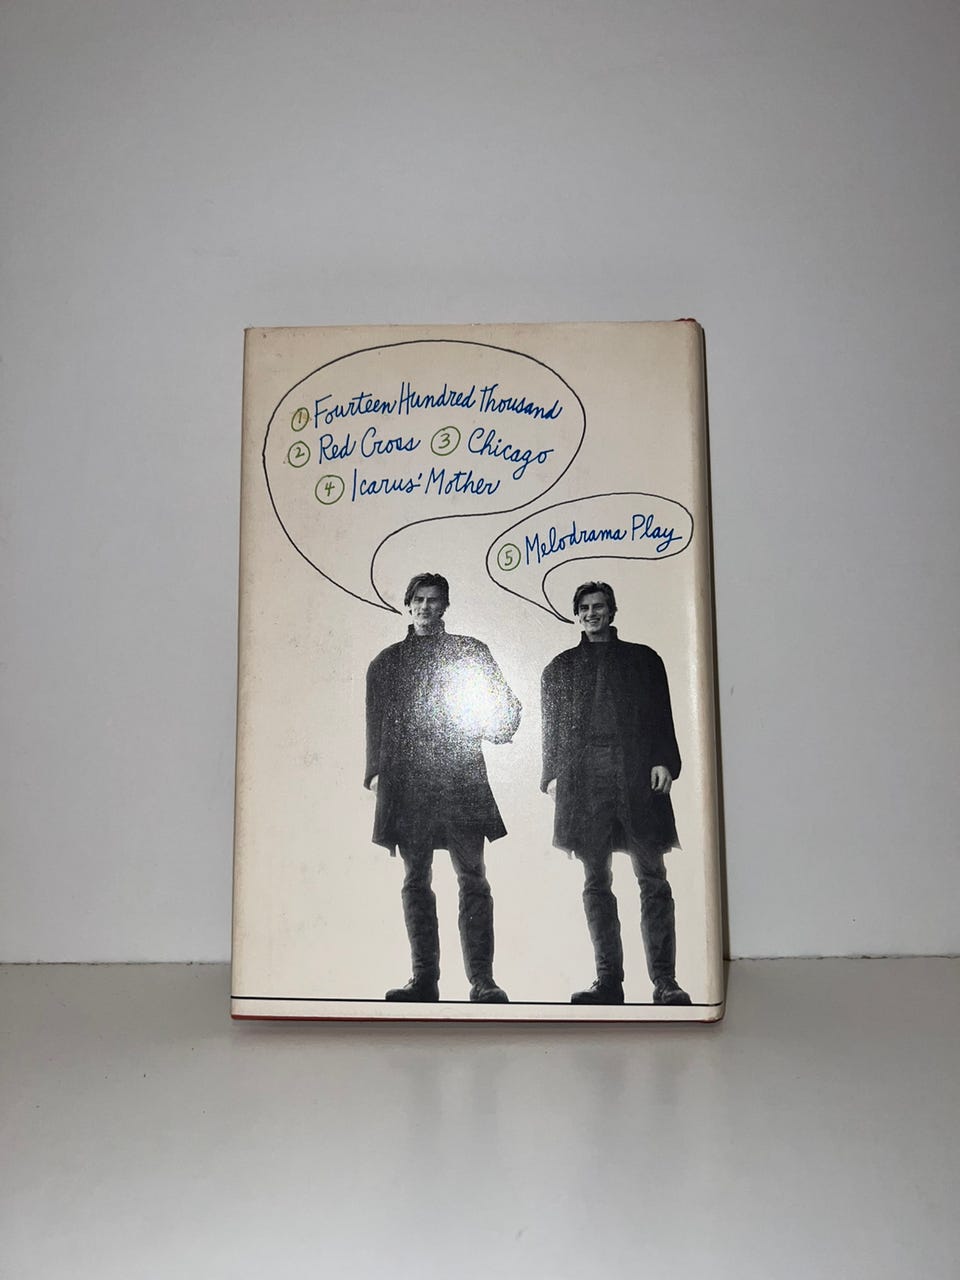 ① Fourteen Hundred Thousand
② Red Cross ③ Chicago
④ Icarus' Mother
⑤ Melodrama Play